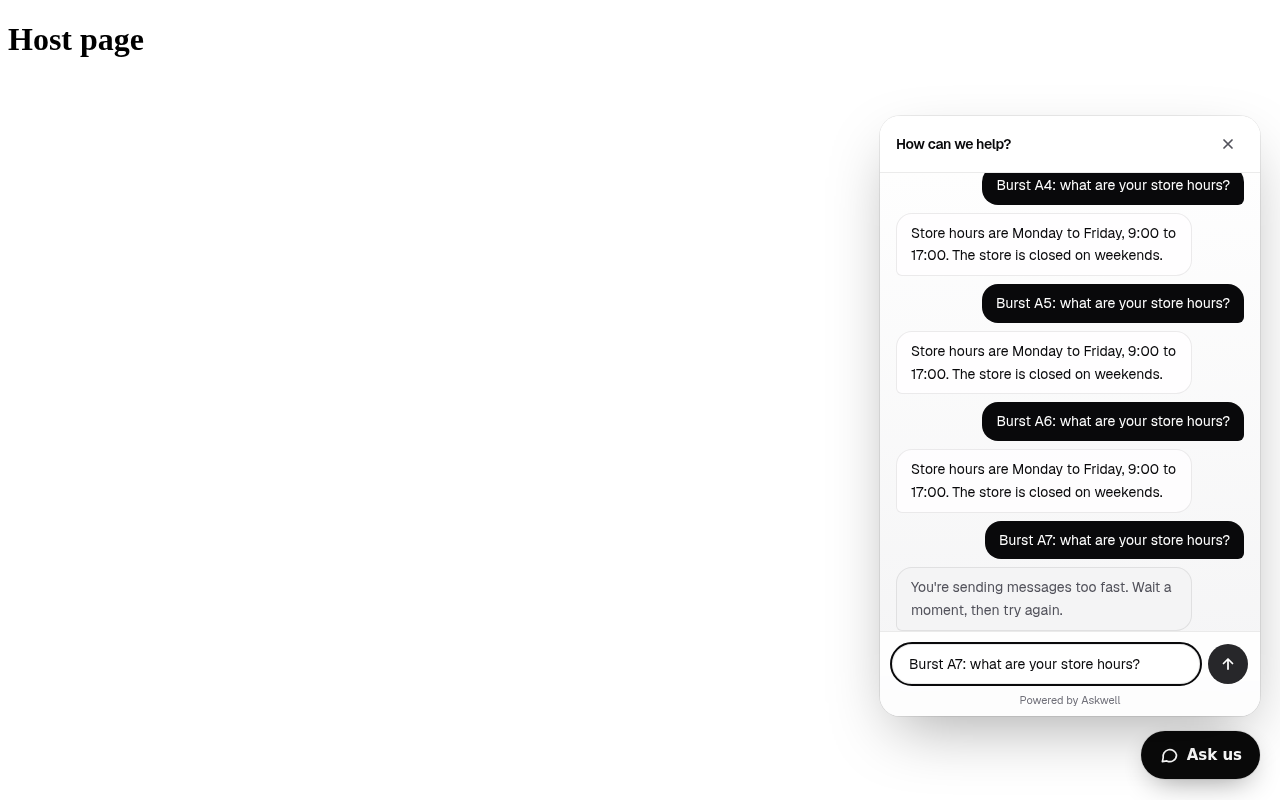 Host page
How can we help?
Burst A4: what are your store hours?
Store hours are Monday to Friday, 9:00 to
17:00. The store is closed on weekends.
Burst A5: what are your store hours?
Store hours are Monday to Friday, 9:00 to
17:00. The store is closed on weekends.
Burst A6: what are your store hours?
Store hours are Monday to Friday, 9:00 to
17:00. The store is closed on weekends.
Burst A7: what are your store hours?
You're sending messages too fast. Wait a
moment, then try again.
Burst A7: what are your store hours?
Powered by Askwell
Ask us